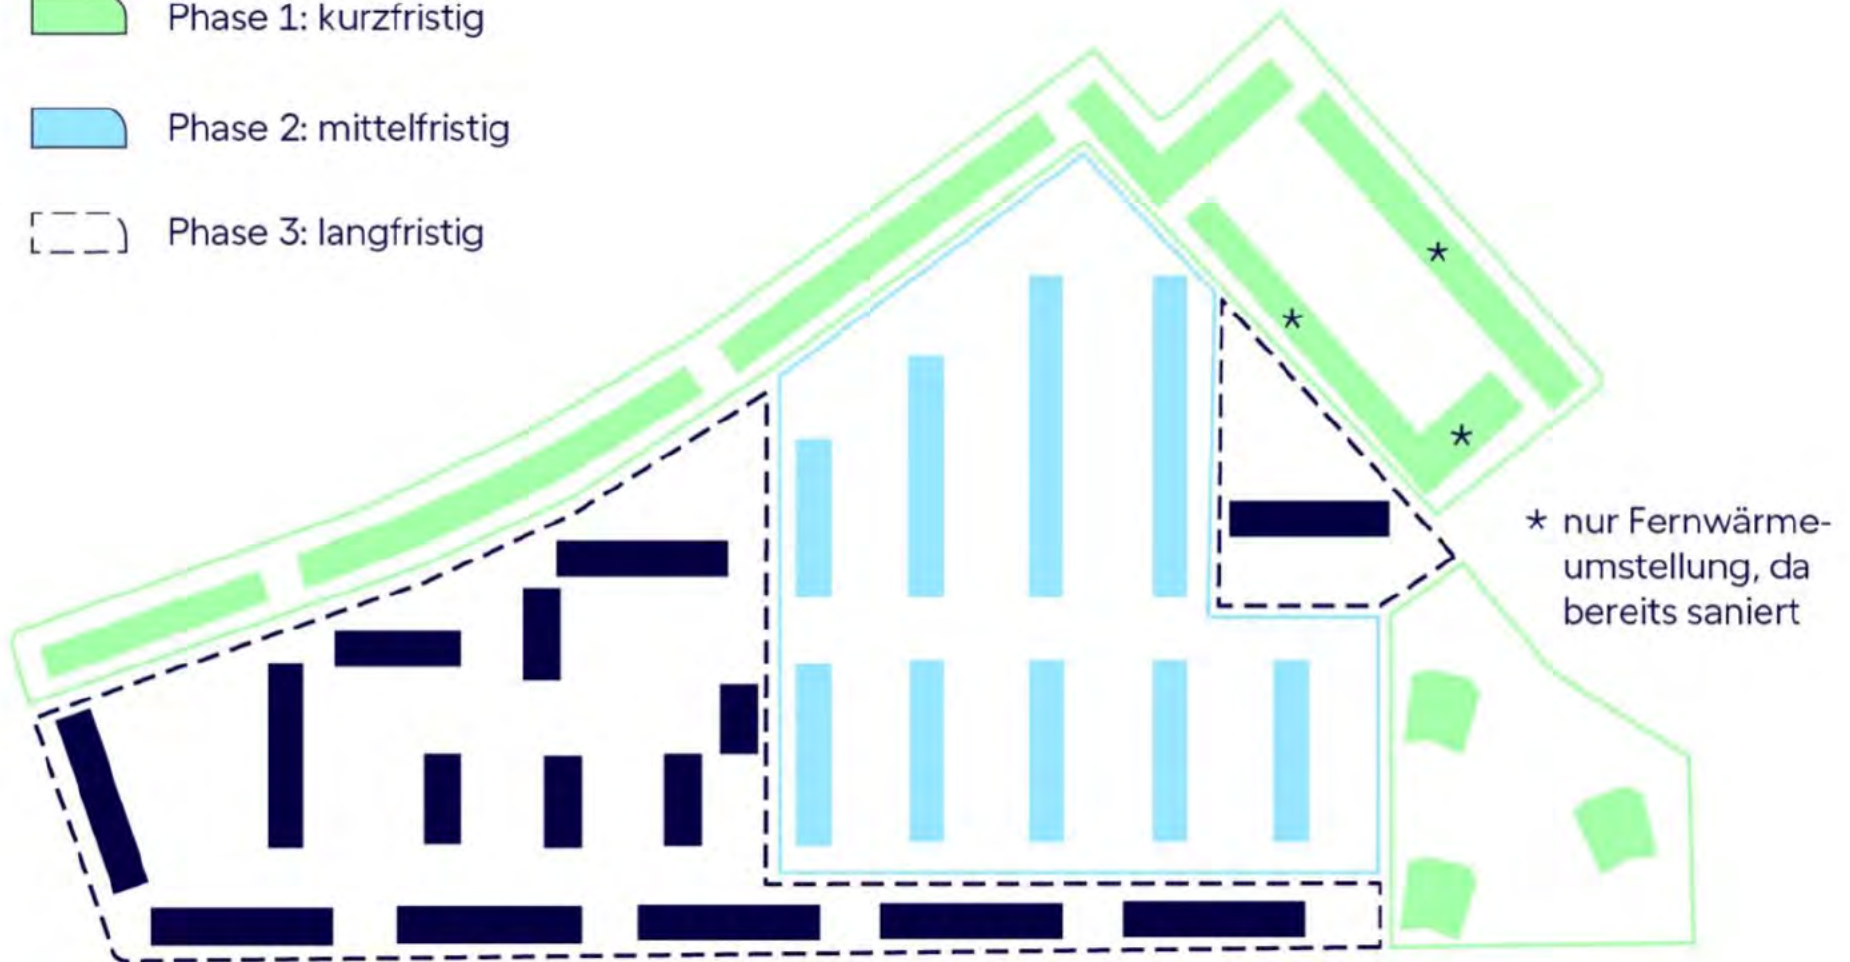 Phase 1: kurzfristig
Phase 2: mittelfristig
Phase 3: langfristig
*
*
*
* nur Fernwärme-
umstellung, da
bereits saniert